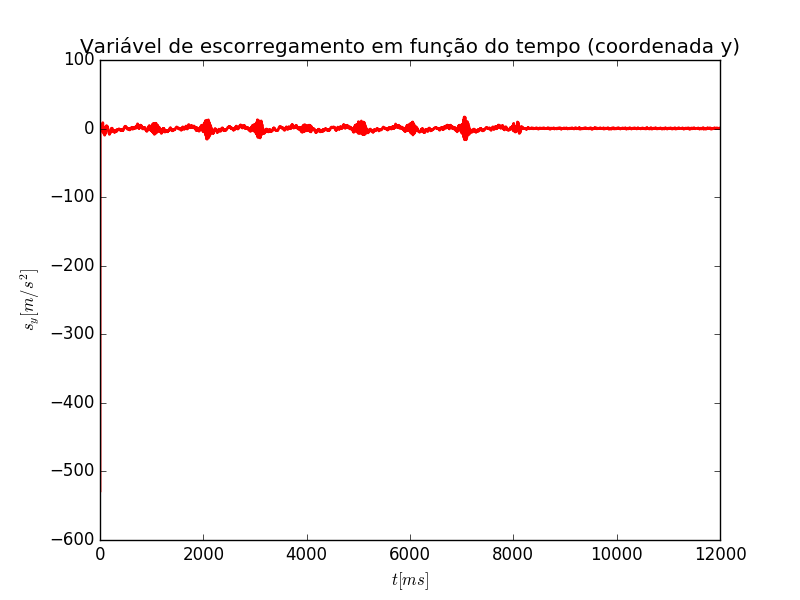 Variável de escorregamento em função do tempo (coordenada y)
100
0
−100
−200
−300
−400
−500
−600
s_y[m/s^2]
0 2000 4000 6000 8000 10000 12000
t[ms]